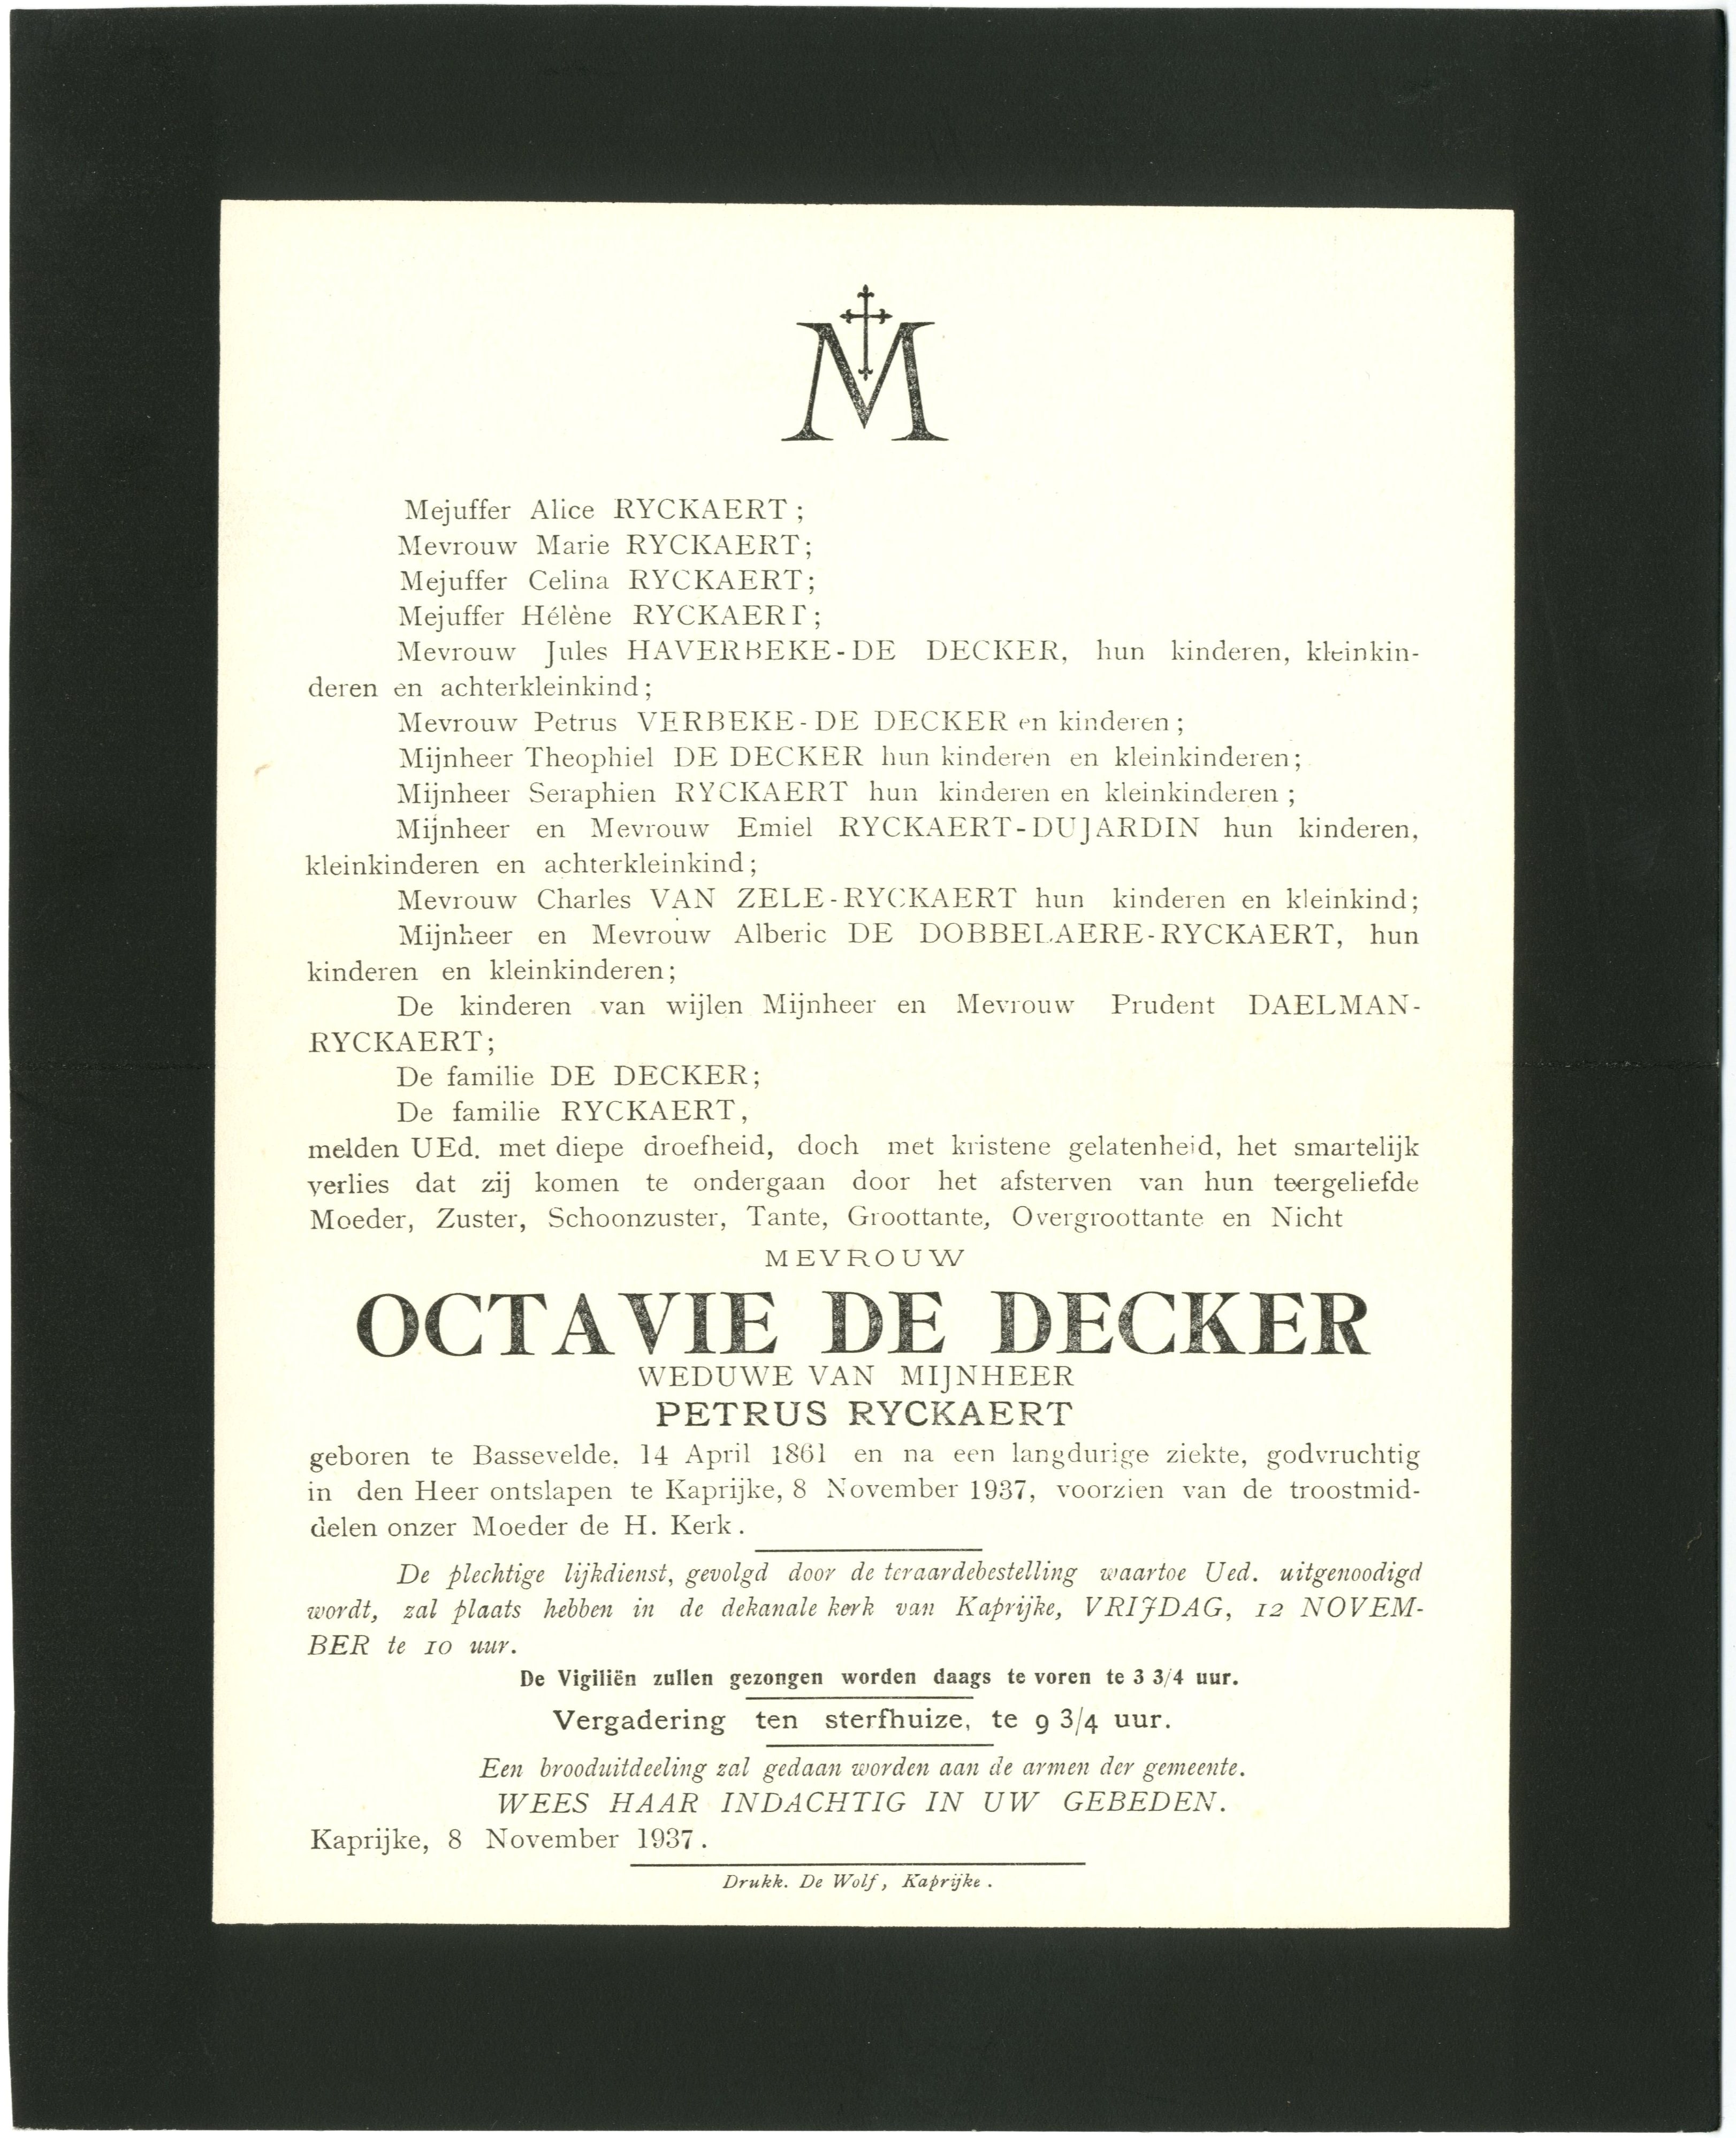 M
Mejuffer Alice RYCKAERT ;
Mevrouw Marie RYCKAERT;
Mejuffer Celina RYCKAERT;
Mejuffer Hélène RYCKAERT;
Mevrouw Jules HAVERBEKE-DE DECKER, hun kinderen, kleinkin-
deren en achterkleinkind;
Mevrouw Petrus VERBEKE-DE DECKER en kinderen;
Mijnheer Theophiel DE DECKER hun kinderen en kleinkinderen;
Mijnheer Seraphien RYCKAERT hun kinderen en kleinkinderen ;
Mijnheer en Mevrouw Emiel RYCKAERT-DUJARDIN hun kinderen,
kleinkinderen en achterkleinkind;
Mevrouw Charles VAN ZELE-RYCKAERT hun kinderen en kleinkind;
Mijnheer en Mevrouw Alberic DE DOBBELAERE-RYCKAERT, hun
kinderen en kleinkinderen;
De kinderen van wijlen Mijnheer en Mevrouw Prudent DAELMAN-
RYCKAERT;
De familie DE DECKER;
De familie RYCKAERT,
melden UEd. met diepe droefheid, doch met kristene gelatenheid, het smartelijk
verlies dat zij komen te ondergaan door het afsterven van hun teergeliefde
Moeder, Zuster, Schoonzuster, Tante, Groottante, Overgroottante en Nicht
MEVROUW
OCTAVIE DE DECKER
WEDUWE VAN MIJNHEER
PETRUS RYCKAERT
geboren te Bassevelde, 14 April 1861 en na een langdurige ziekte, godvruchtig
in den Heer ontslapen te Kaprijke, 8 November 1937, voorzien van de troostmid-
delen onzer Moeder de H. Kerk.
De plechtige lijkdienst, gevolgd door de teraardebestelling waartoe Ued. uitgenoodigd
wordt, zal plaats hebben in de dekanale kerk van Kaprijke, VRIJDAG, 12 NOVEM-
BER te 10 uur.
De Vigiliën zullen gezongen worden daags te voren te 3 3/4 uur.
Vergadering ten sterfhuize, te 9 3/4 uur.
Een brooduitdeeling zal gedaan worden aan de armen der gemeente.
WEES HAAR INDACHTIG IN UW GEBEDEN.
Kaprijke, 8 November 1937.
Drukk. De Wolf, Kaprijke.